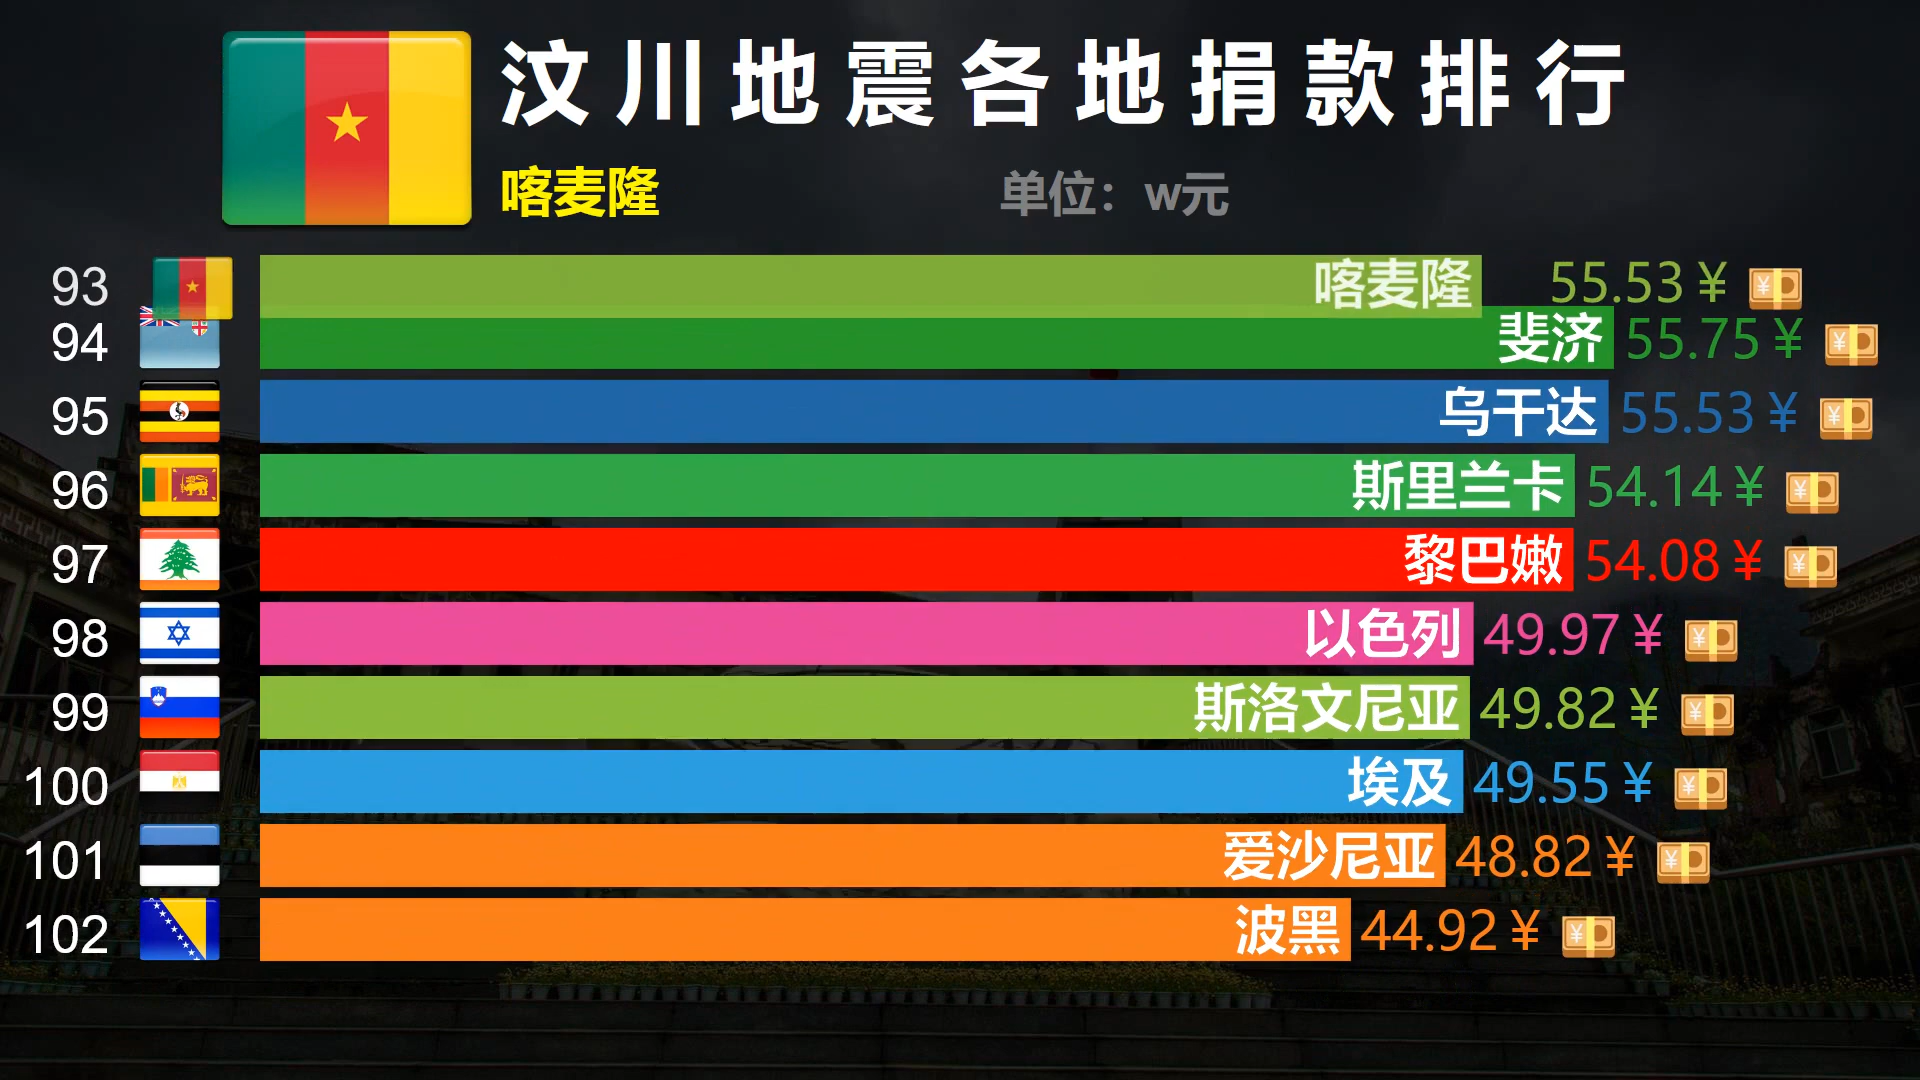 汶川地震各地捐款排行
喀麦隆 单位：w元
93 喀麦隆 55.53￥
94 斐济 55.75￥
95 乌干达 55.53￥
96 斯里兰卡 54.14￥
97 黎巴嫩 54.08￥
98 以色列 49.97￥
99 斯洛文尼亚 49.82￥
100 埃及 49.55￥
101 爱沙尼亚 48.82￥
102 波黑 44.92￥